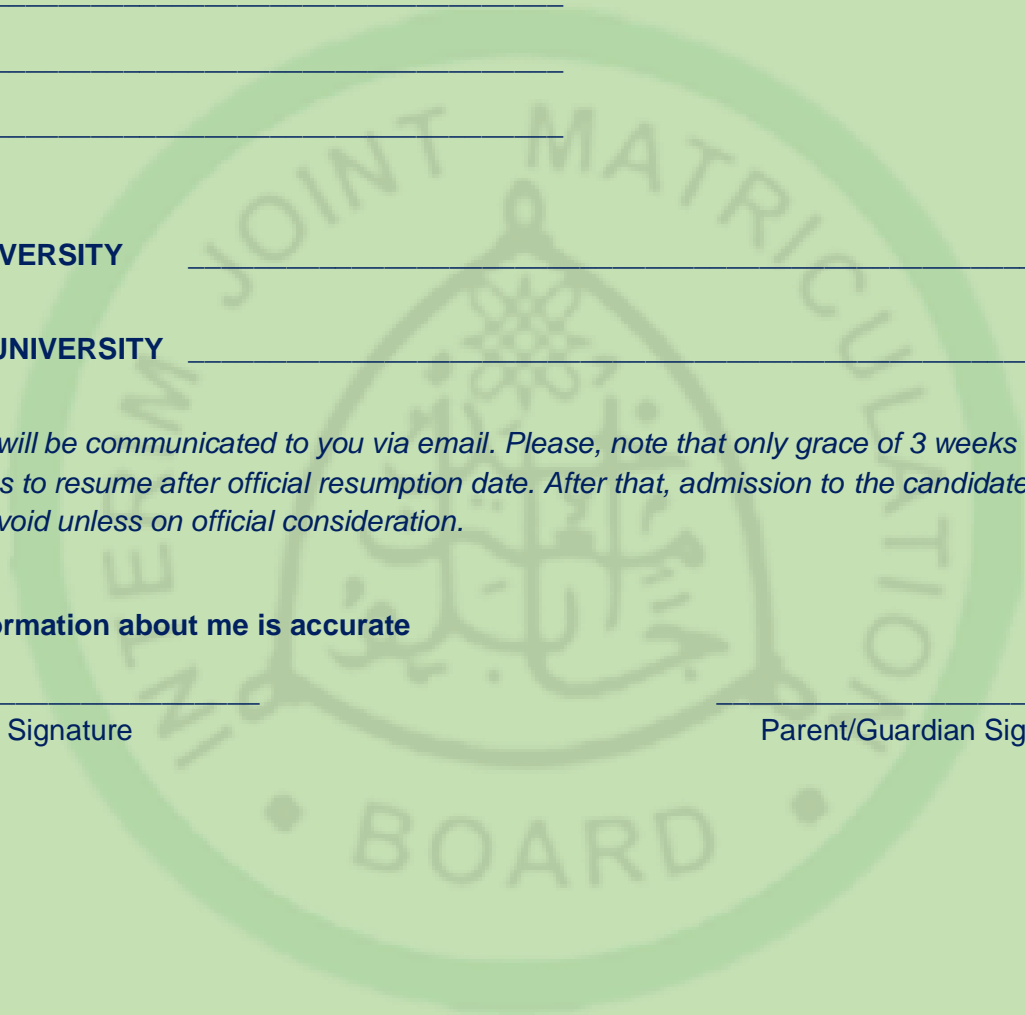 VERSITY
UNIVERSITY
will be communicated to you via email. Please, note that only grace of 3 weeks
s to resume after official resumption date. After that, admission to the candidate
void unless on official consideration.
ormation about me is accurate
Signature
Parent/Guardian Sig
INTERIM JOINT MATRICULATION
• BOARD •